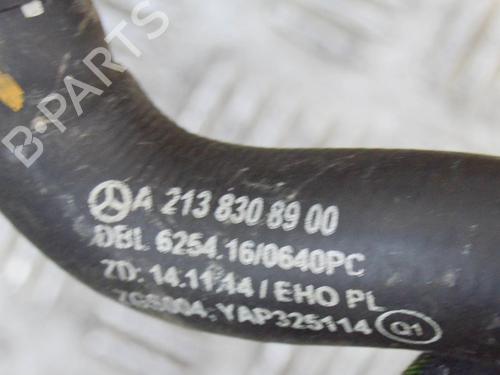 B-PARTS
A 213 830 89 00
DBL 6254.16/0640PC
ZD: 14.11.44 / EHO PL
YAP325114 Q1